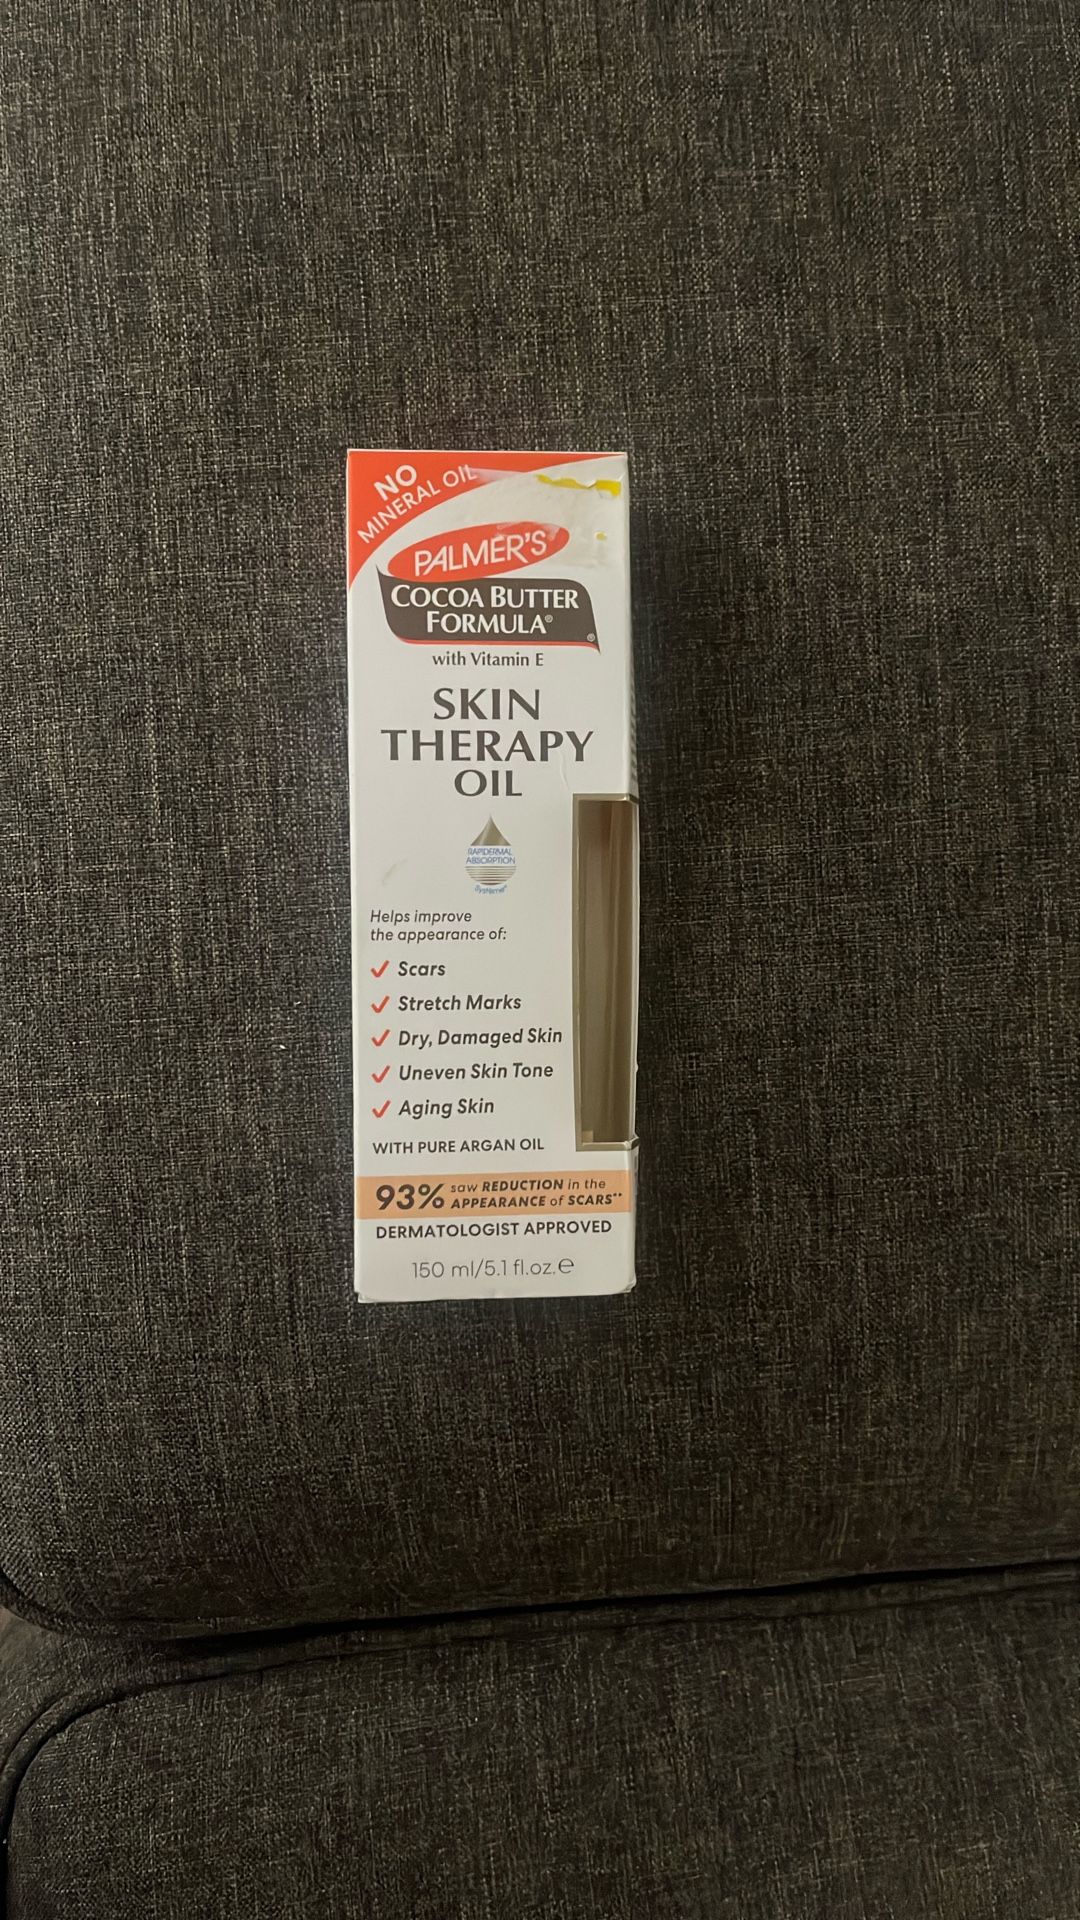 NO
MINERAL OIL
PALMER'S
COCOA BUTTER
FORMULA®
®
with Vitamin E
SKIN
THERAPY
OIL
RAPIDERMAL
ABSORPTION
Systeme®
Helps improve
the appearance of:
✓ Scars
✓ Stretch Marks
✓ Dry, Damaged Skin
✓ Uneven Skin Tone
✓ Aging Skin
WITH PURE ARGAN OIL
93% saw REDUCTION in the
APPEARANCE of SCARS**
DERMATOLOGIST APPROVED
150 ml/5.1 fl.oz.℮